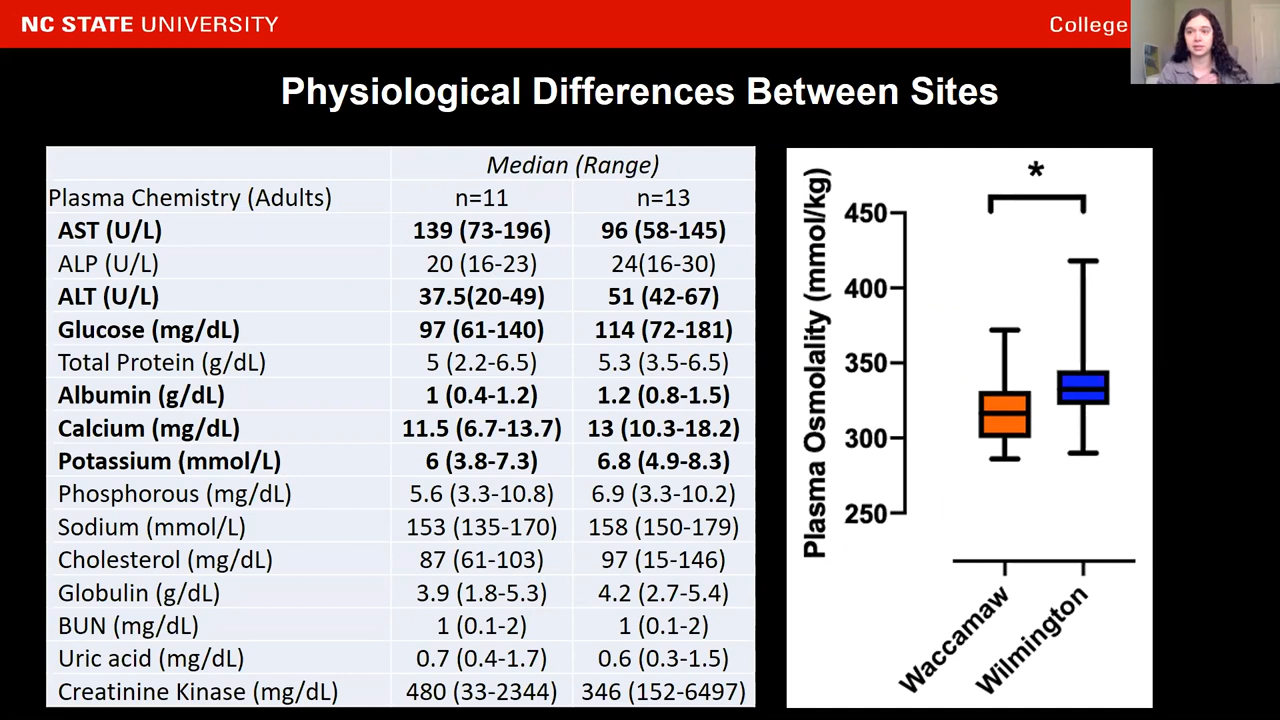 NC STATE UNIVERSITY
College
Physiological Differences Between Sites
Median (Range)
Plasma Chemistry (Adults) n=11 n=13
AST (U/L) 139 (73-196) 96 (58-145)
ALP (U/L) 20 (16-23) 24(16-30)
ALT (U/L) 37.5(20-49) 51 (42-67)
Glucose (mg/dL) 97 (61-140) 114 (72-181)
Total Protein (g/dL) 5 (2.2-6.5) 5.3 (3.5-6.5)
Albumin (g/dL) 1 (0.4-1.2) 1.2 (0.8-1.5)
Calcium (mg/dL) 11.5 (6.7-13.7) 13 (10.3-18.2)
Potassium (mmol/L) 6 (3.8-7.3) 6.8 (4.9-8.3)
Phosphorous (mg/dL) 5.6 (3.3-10.8) 6.9 (3.3-10.2)
Sodium (mmol/L) 153 (135-170) 158 (150-179)
Cholesterol (mg/dL) 87 (61-103) 97 (15-146)
Globulin (g/dL) 3.9 (1.8-5.3) 4.2 (2.7-5.4)
BUN (mg/dL) 1 (0.1-2) 1 (0.1-2)
Uric acid (mg/dL) 0.7 (0.4-1.7) 0.6 (0.3-1.5)
Creatinine Kinase (mg/dL) 480 (33-2344) 346 (152-6497)
*
Plasma Osmolality (mmol/kg)
450
400
350
300
250
Waccamaw
Wilmington